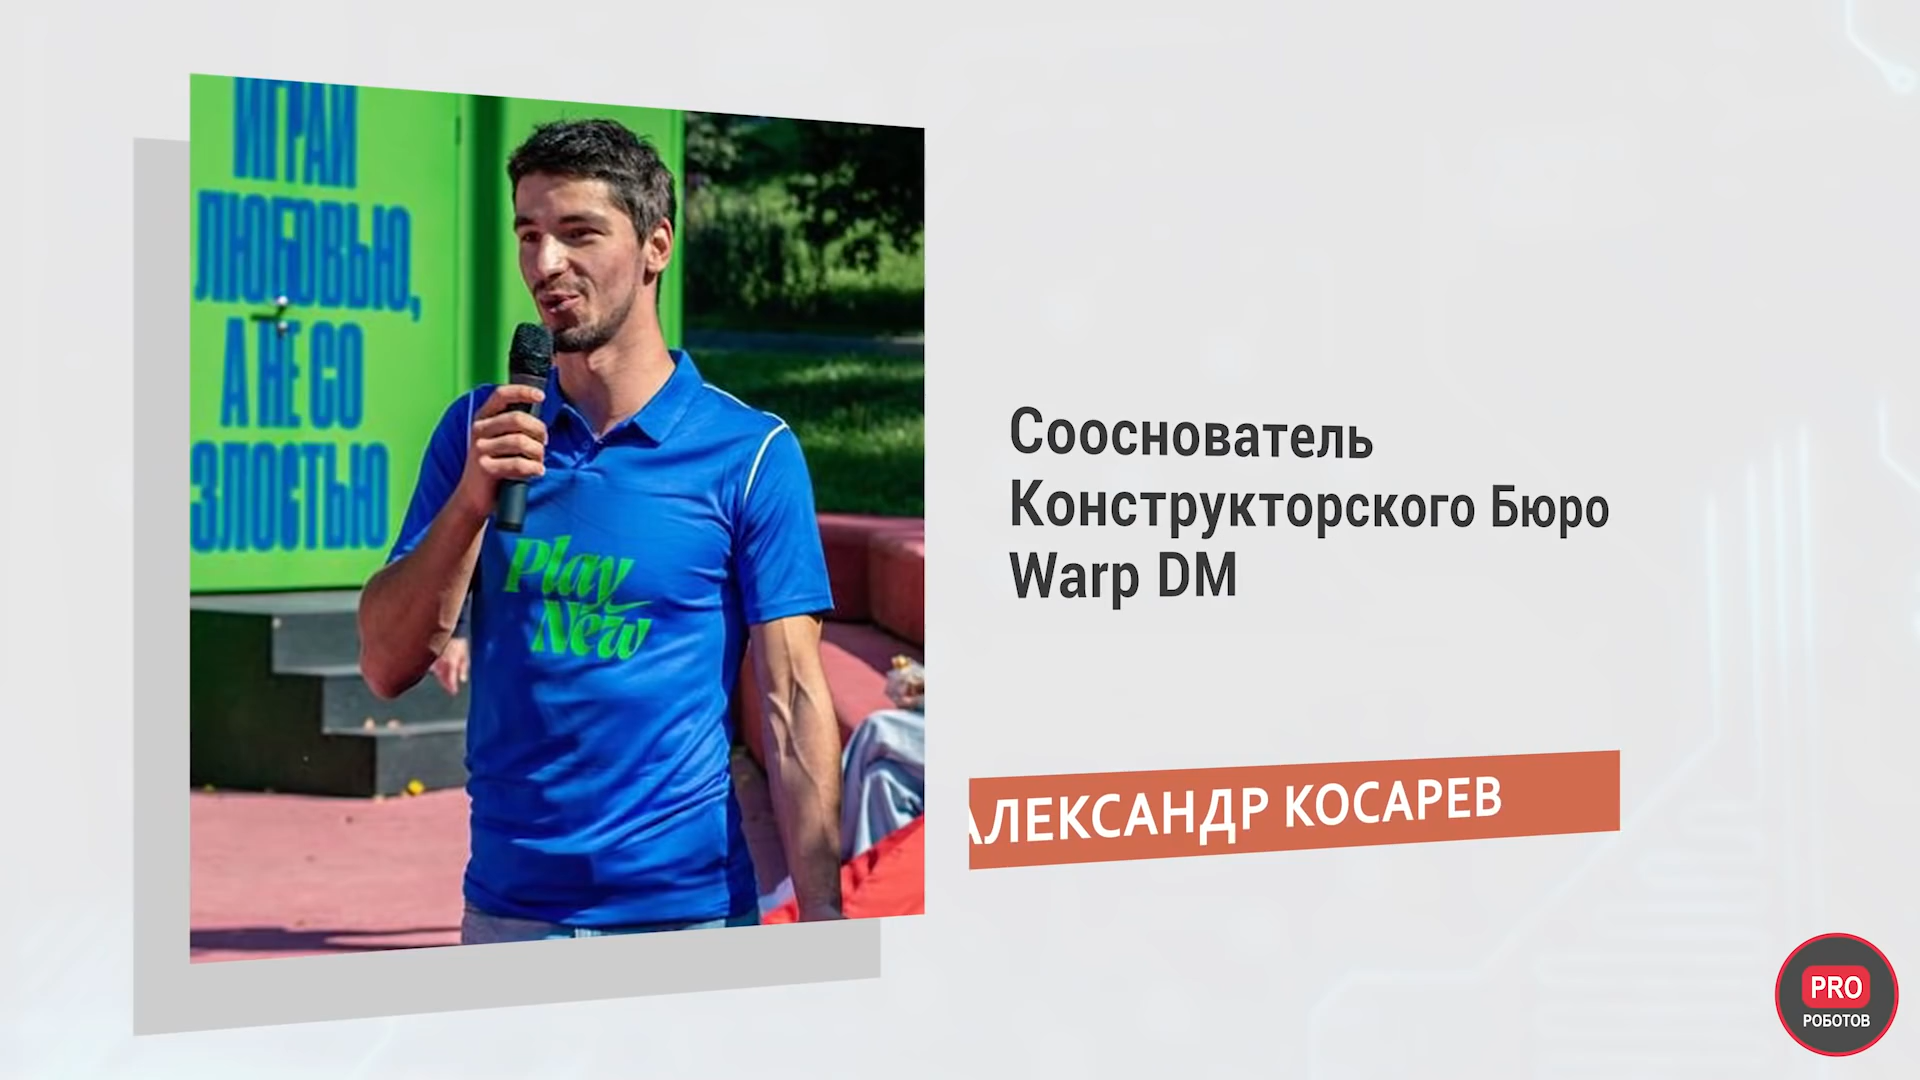 ИГРАЙ
ЛЮБОВЬЮ,
А НЕ СО
ЗЛОСТЬЮ
Play
New
Сооснователь
Конструкторского Бюро
Warp DM
АЛЕКСАНДР КОСАРЕВ
PRO
РОБОТОВ